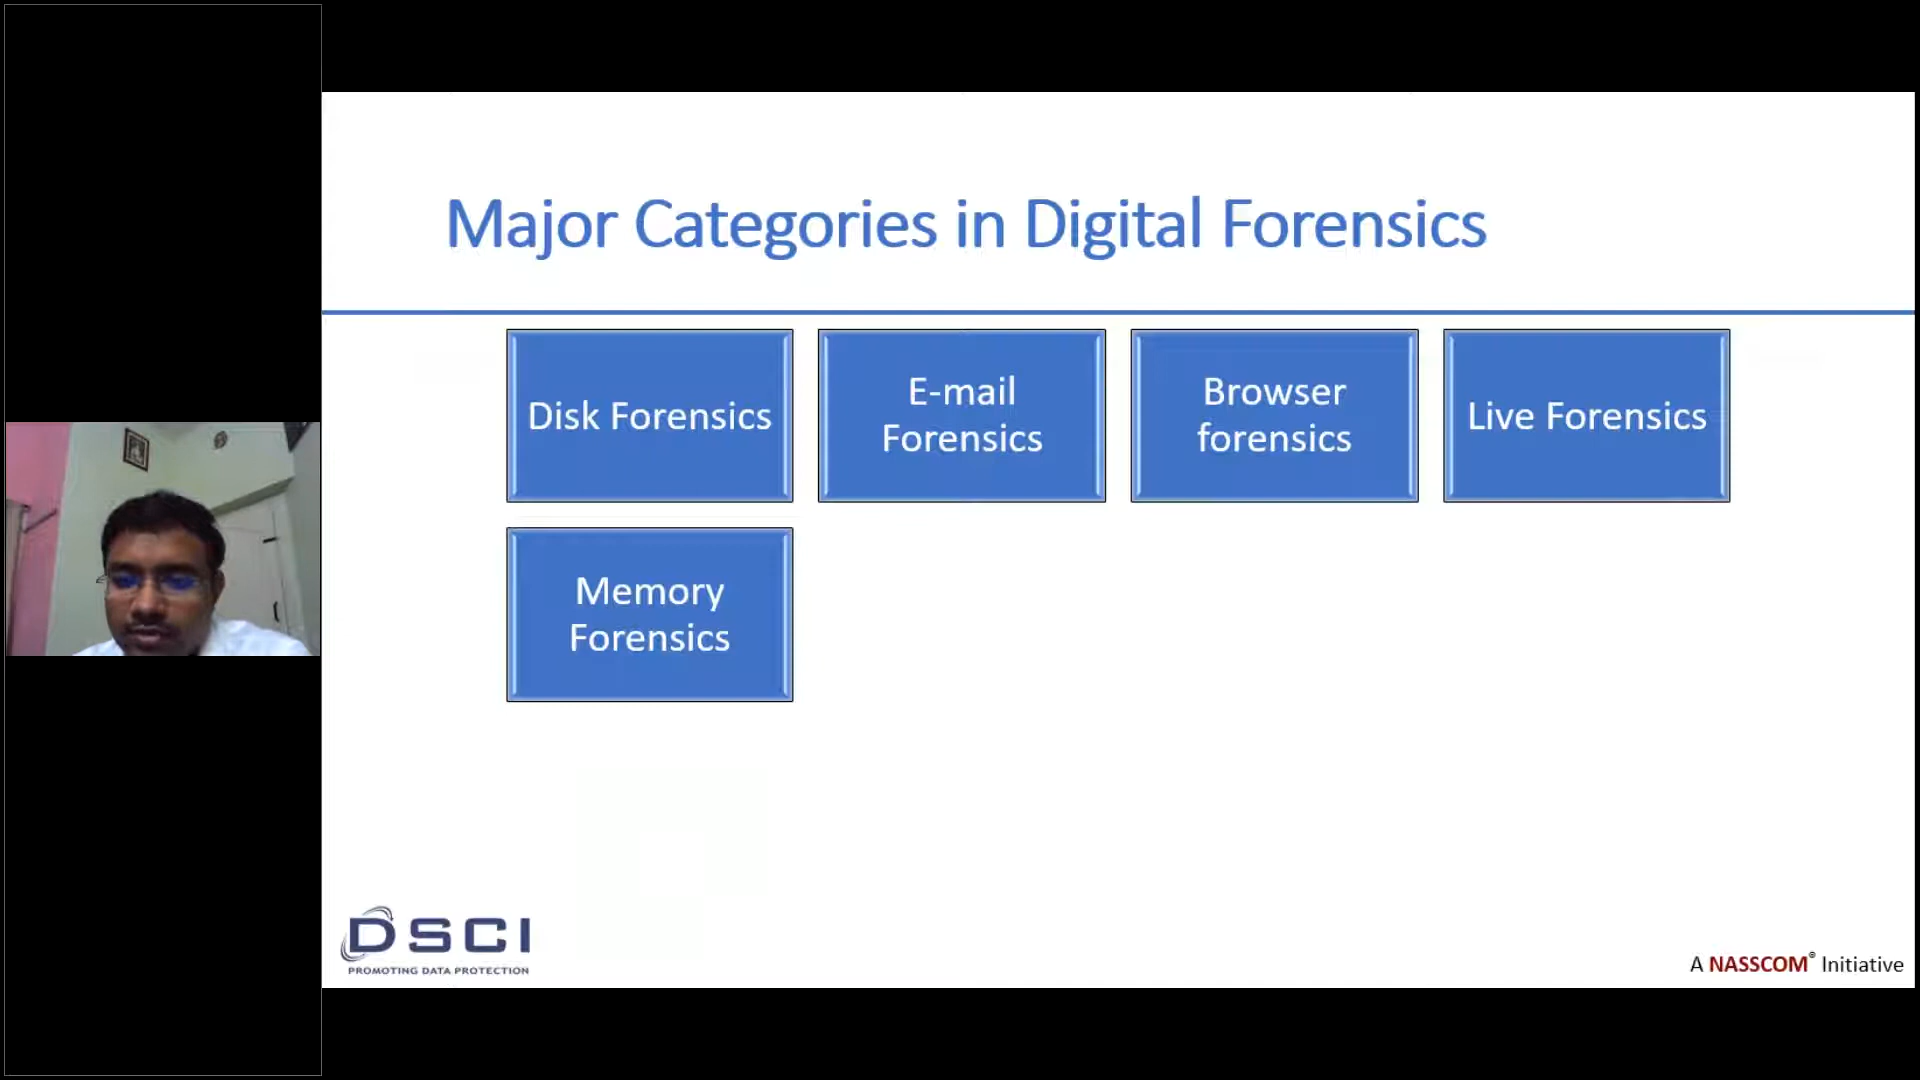 Major Categories in Digital Forensics
Disk Forensics
E-mail
Forensics
Browser
forensics
Live Forensics
Memory
Forensics
DSCI
PROMOTING DATA PROTECTION
A NASSCOM® Initiative